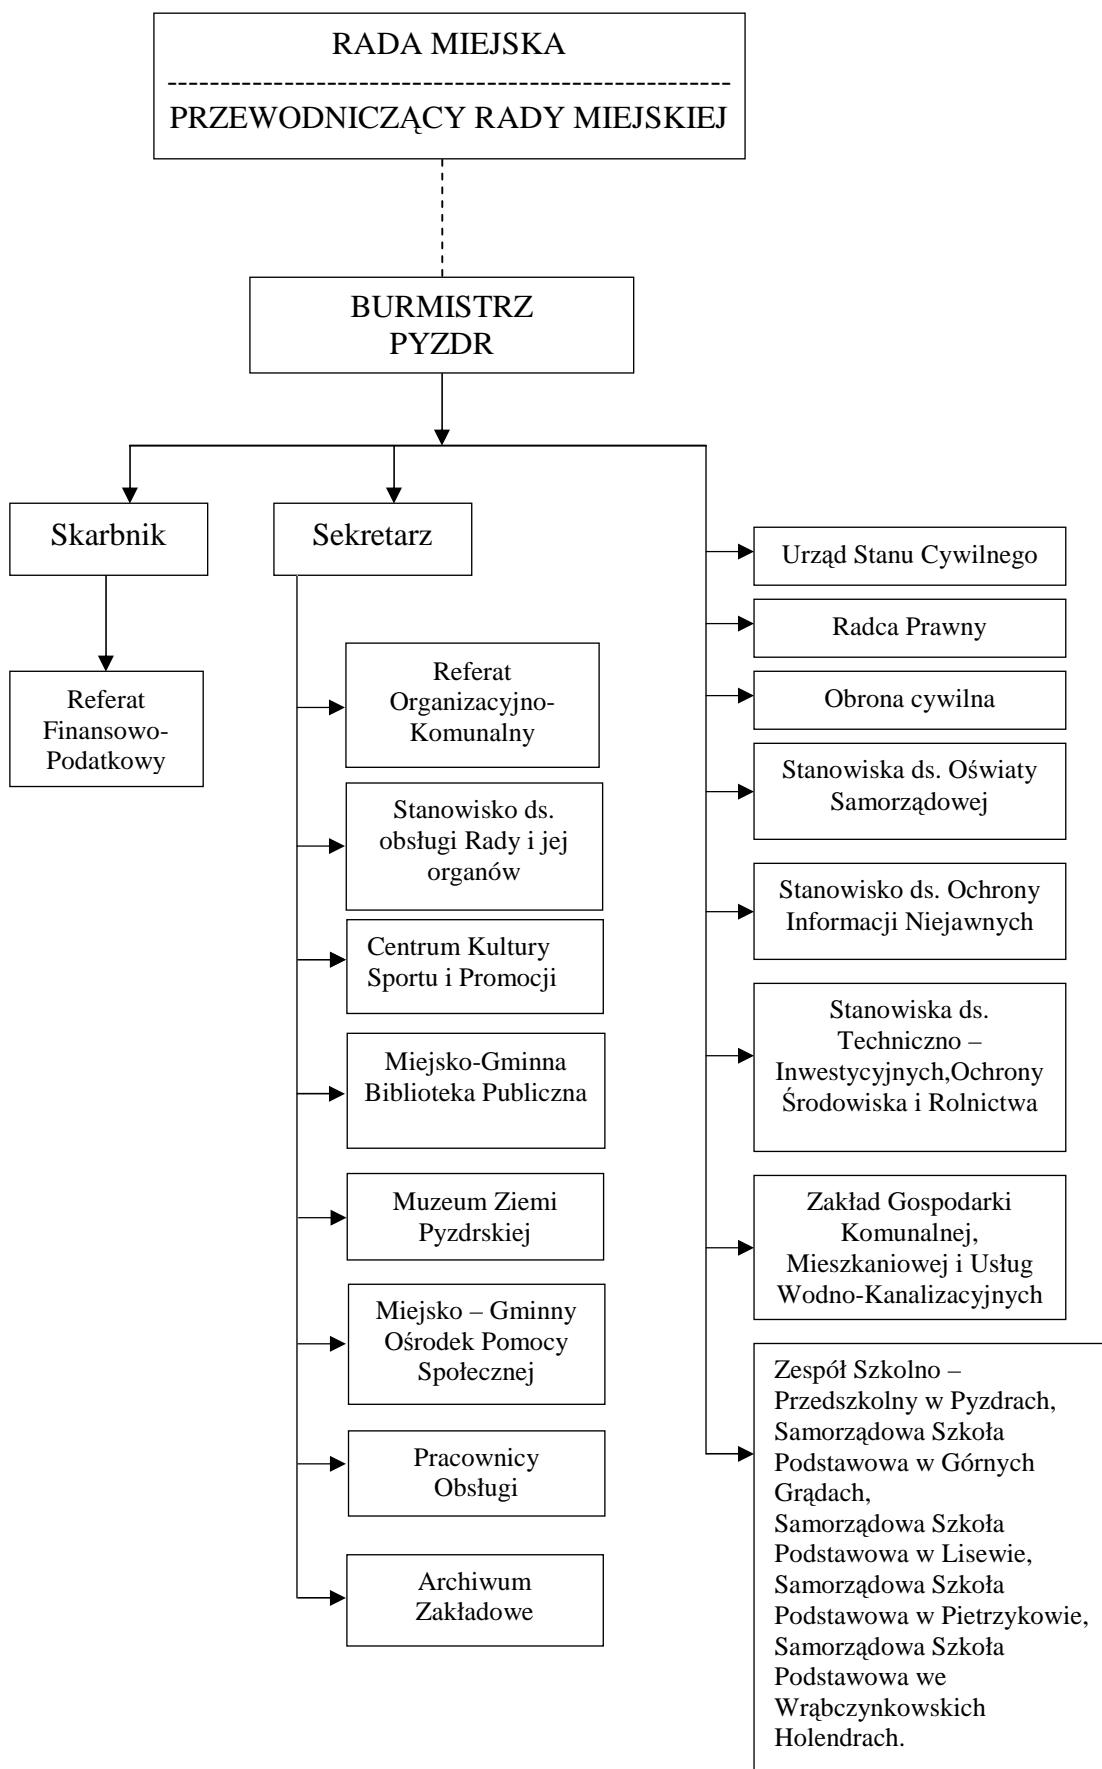 RADA MIEJSKA
PRZEWODNICZĄCY RADY MIEJSKIEJ
BURMISTRZ
PYZDR
Skarbnik
Referat
Finansowo-
Podatkowy
Sekretarz
Referat
Organizacyjno-
Komunalny
Stanowisko ds.
obsługi Rady i jej
organów
Centrum Kultury
Sportu i Promocji
Miejsko-Gminna
Biblioteka Publiczna
Muzeum Ziemi
Pyzdrskiej
Miejsko – Gminny
Ośrodek Pomocy
Społecznej
Pracownicy
Obsługi
Archiwum
Zakładowe
Urząd Stanu Cywilnego
Radca Prawny
Obrona cywilna
Stanowiska ds. Oświaty
Samorządowej
Stanowisko ds. Ochrony
Informacji Niejawnych
Stanowiska ds.
Techniczno –
Inwestycyjnych,Ochrony
Środowiska i Rolnictwa
Zakład Gospodarki
Komunalnej,
Mieszkaniowej i Usług
Wodno-Kanalizacyjnych
Zespół Szkolno –
Przedszkolny w Pyzdrach,
Samorządowa Szkoła
Podstawowa w Górnych
Grądach,
Samorządowa Szkoła
Podstawowa w Lisewie,
Samorządowa Szkoła
Podstawowa w Pietrzykowie,
Samorządowa Szkoła
Podstawowa we
Wrąbczynkowskich
Holendrach.